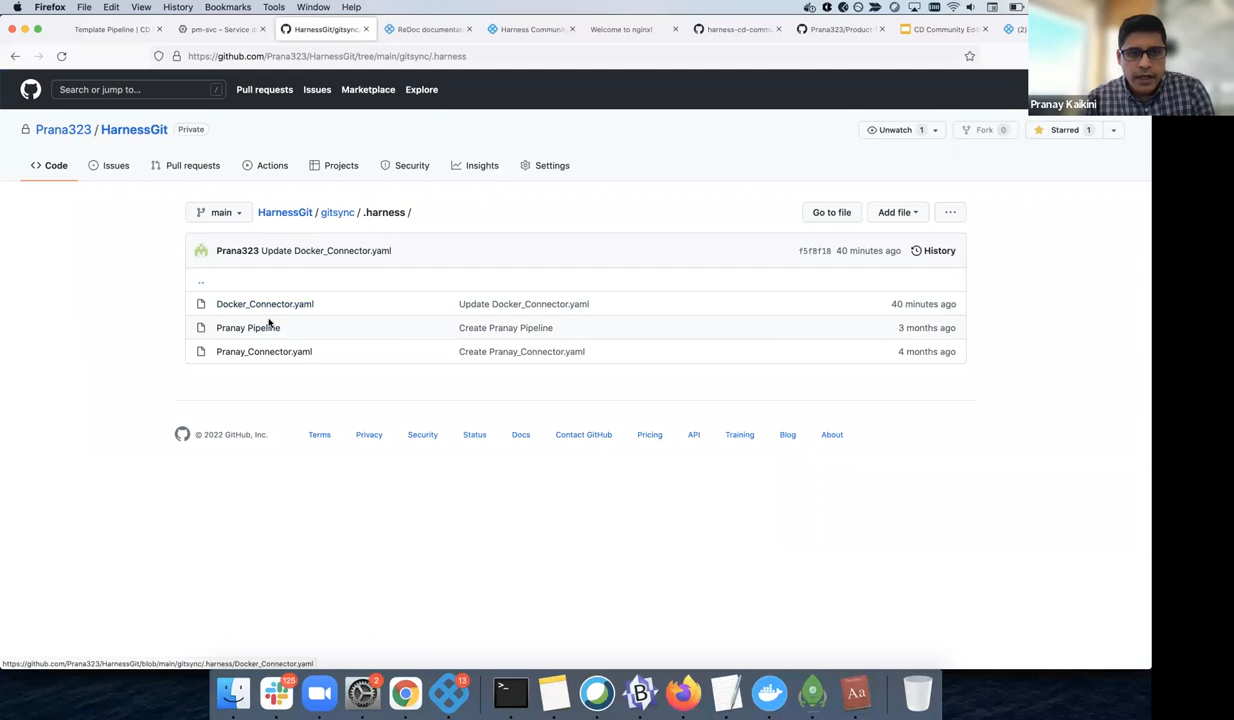 Firefox File Edit View History Bookmarks Tools Window Help
Template Pipeline | CD pm-svc – Service d HarnessGit/gitsync/ ReDoc documentat Harness Communi Welcome to nginx! harness-cd-commu Prana323/Product CD Community Edi (2)
https://github.com/Prana323/HarnessGit/tree/main/gitsync/.harness
Pranay Kaikini
Search or jump to... / Pull requests Issues Marketplace Explore
Prana323 / HarnessGit Private Unwatch 1 Fork 0 Starred 1
<> Code Issues Pull requests Actions Projects Security Insights Settings
main HarnessGit / gitsync / .harness / Go to file Add file ...
Prana323 Update Docker_Connector.yaml f5f8f18 40 minutes ago History
..
Docker_Connector.yaml Update Docker_Connector.yaml 40 minutes ago
Pranay Pipeline Create Pranay Pipeline 3 months ago
Pranay_Connector.yaml Create Pranay_Connector.yaml 4 months ago
© 2022 GitHub, Inc. Terms Privacy Security Status Docs Contact GitHub Pricing API Training Blog About
https://github.com/Prana323/HarnessGit/blob/main/gitsync/.harness/Docker_Connector.yaml
125 2 13
>_ B Aa